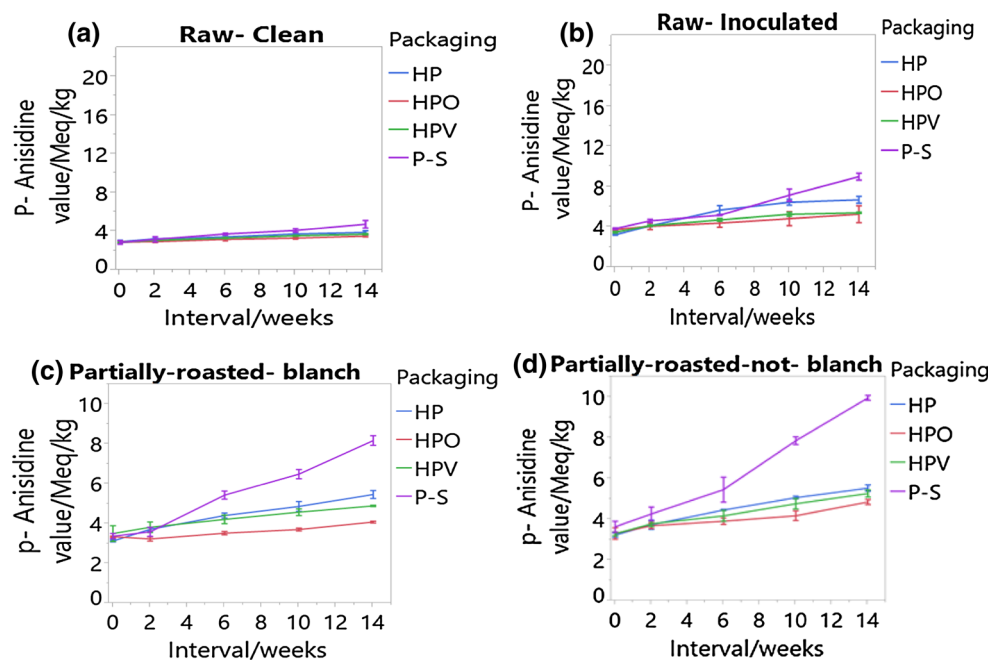 (a) Raw- Clean
Packaging
HP
HPO
HPV
P-S
P- Anisidine
value/Meq/kg
20
16
12
8
4
0
0 2 4 6 8 10 12 14
Interval/weeks
(b) Raw- Inoculated
Packaging
HP
HPO
HPV
P-S
P- Anisidine
value/Meq/kg
20
16
12
8
4
0
0 2 4 6 8 10 12 14
Interval/weeks
(c) Partially-roasted- blanch
Packaging
HP
HPO
HPV
P-S
p- Anisidine
value/Meq/kg
10
8
6
4
2
0
0 2 4 6 8 10 12 14
Interval/weeks
(d) Partially-roasted-not- blanch
Packaging
HP
HPO
HPV
P-S
p- Anisidine
value/Meq/kg
10
8
6
4
2
0
0 2 4 6 8 10 12 14
Interval/weeks